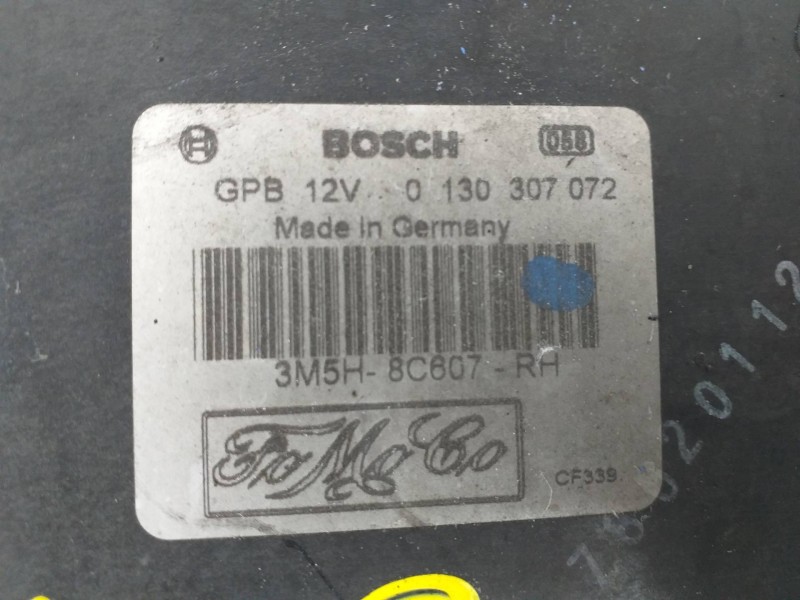 BOSCH 058
GPB 12V 0 130 307 072
Made in Germany
3M5H-8C607-RH
FoMoCo
CF339